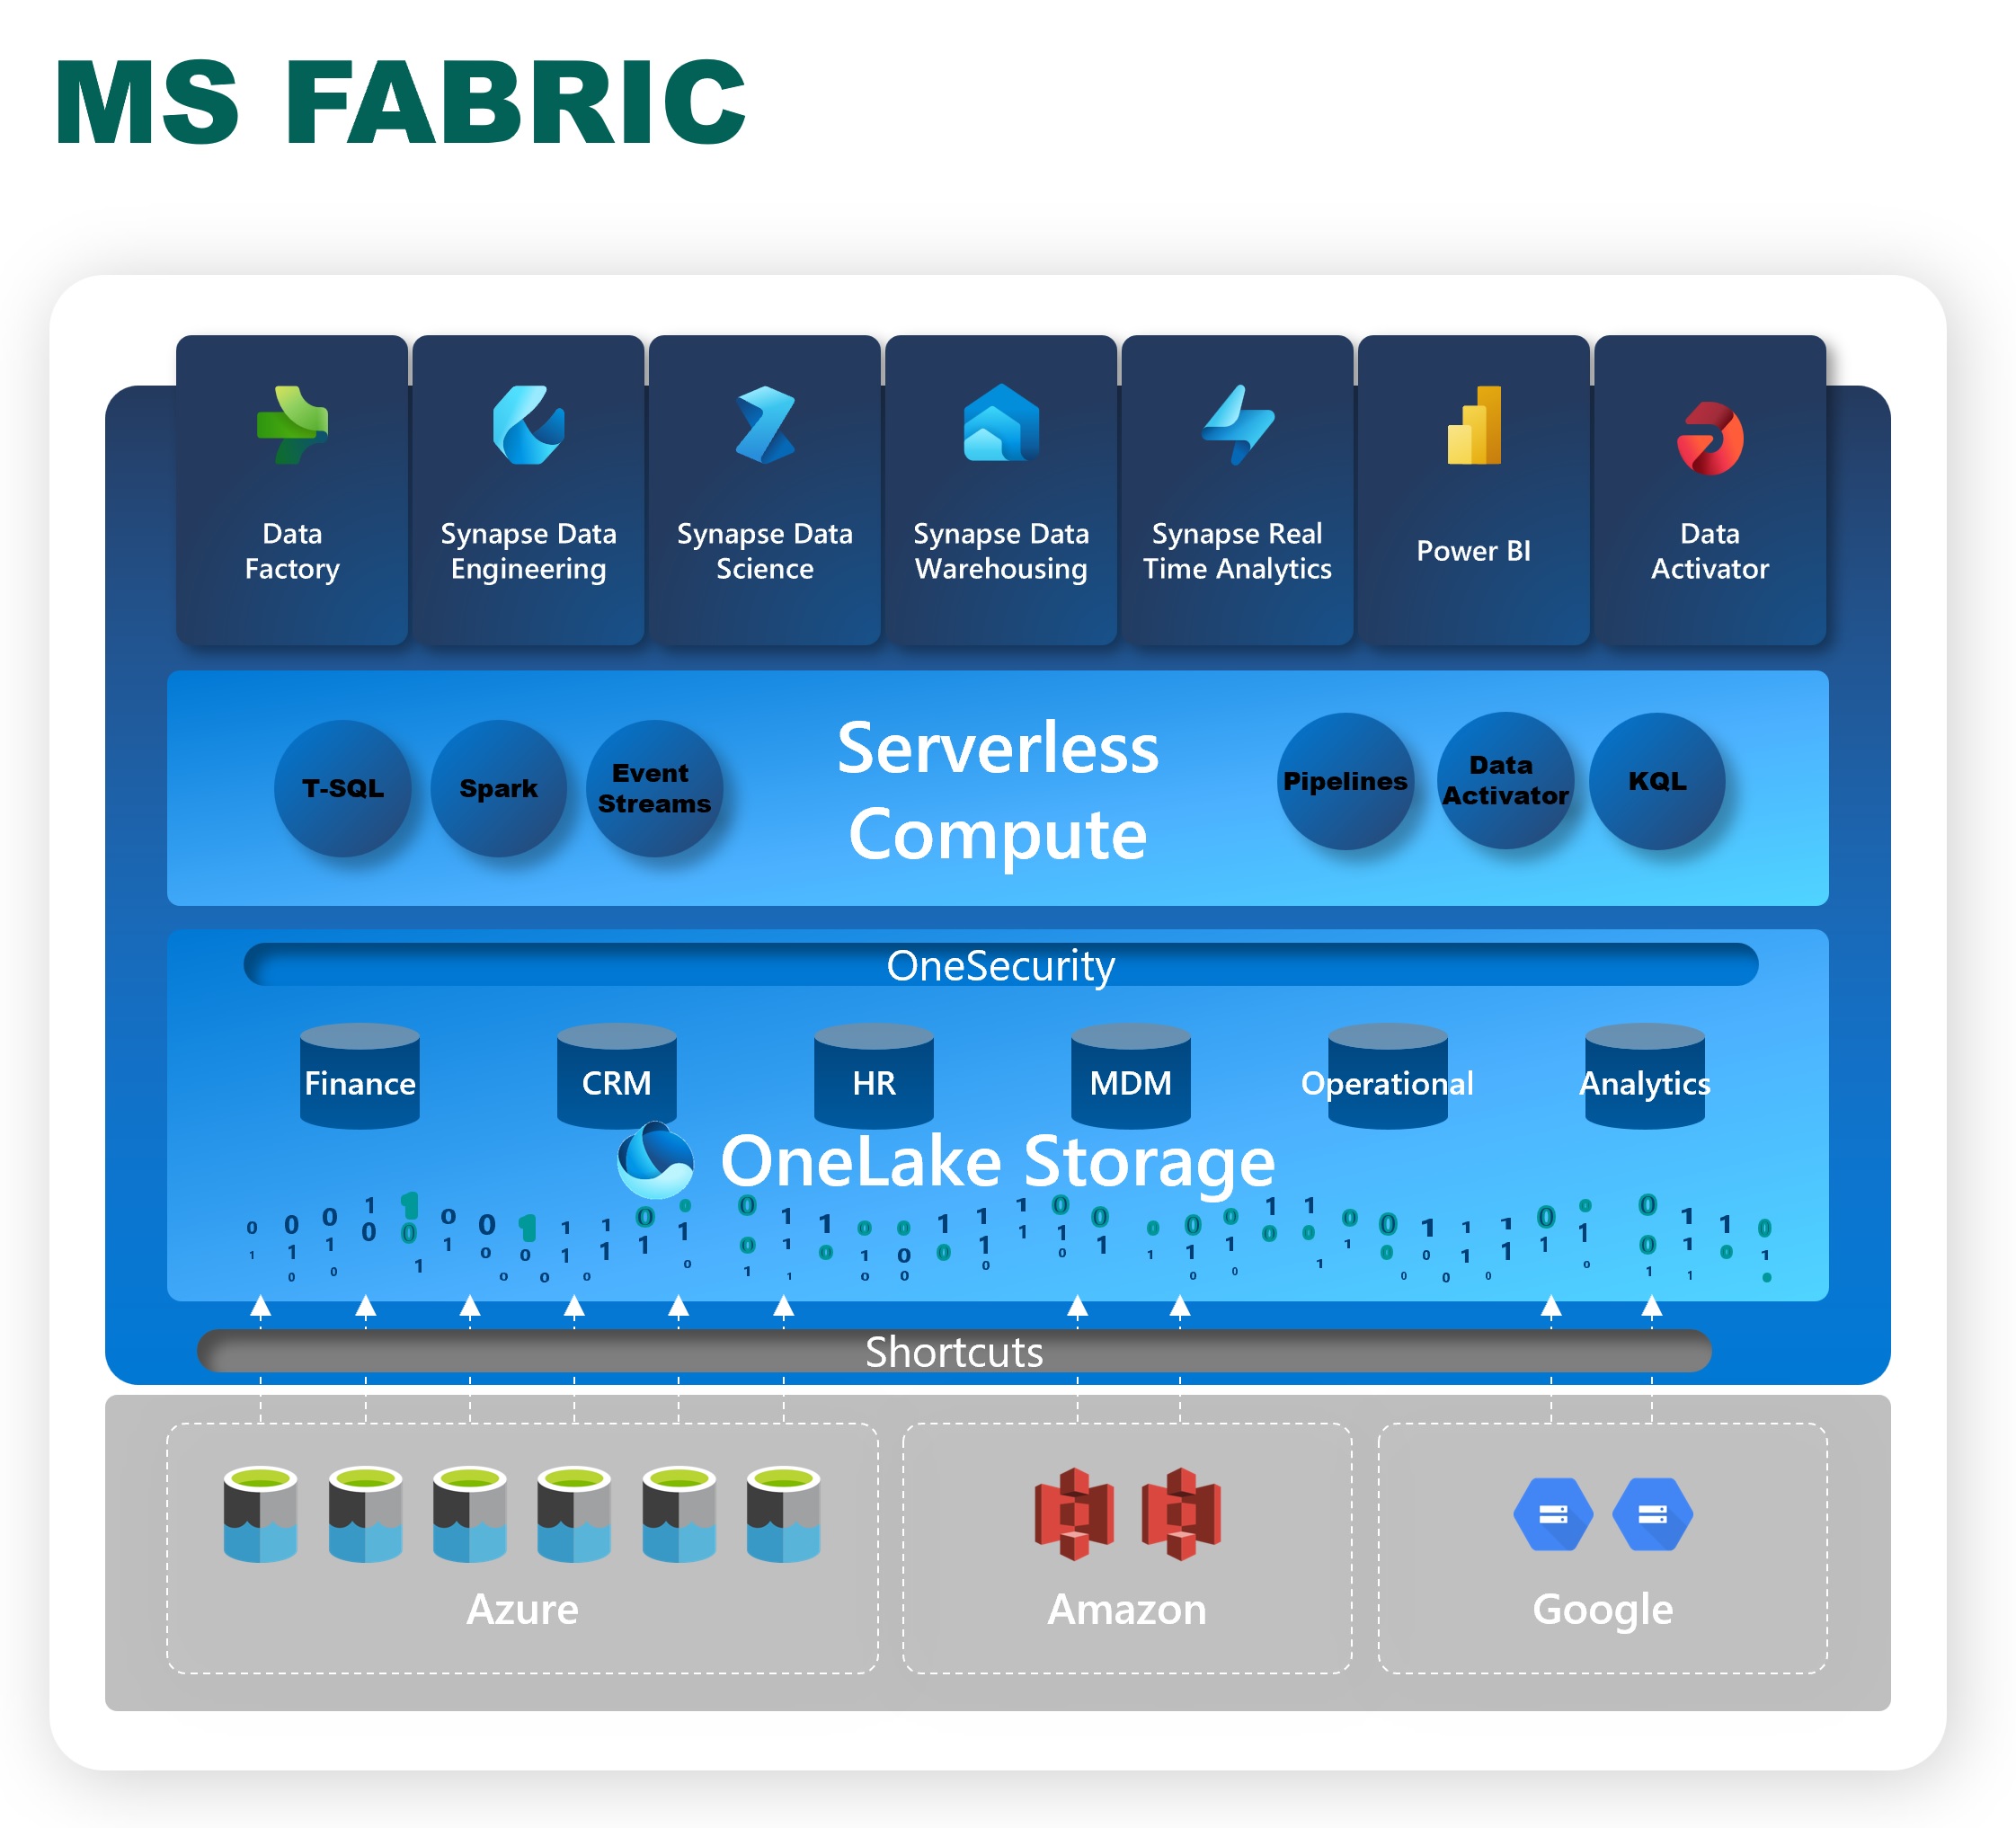 MS FABRIC
Data
Factory
Synapse Data
Engineering
Synapse Data
Science
Synapse Data
Warehousing
Synapse Real
Time Analytics
Power BI
Data
Activator
Serverless
Compute
T-SQL
Spark
Event
Streams
Pipelines
Data
Activator
KQL
OneSecurity
Finance
CRM
HR
MDM
Operational
Analytics
OneLake Storage
Shortcuts
Azure
Amazon
Google